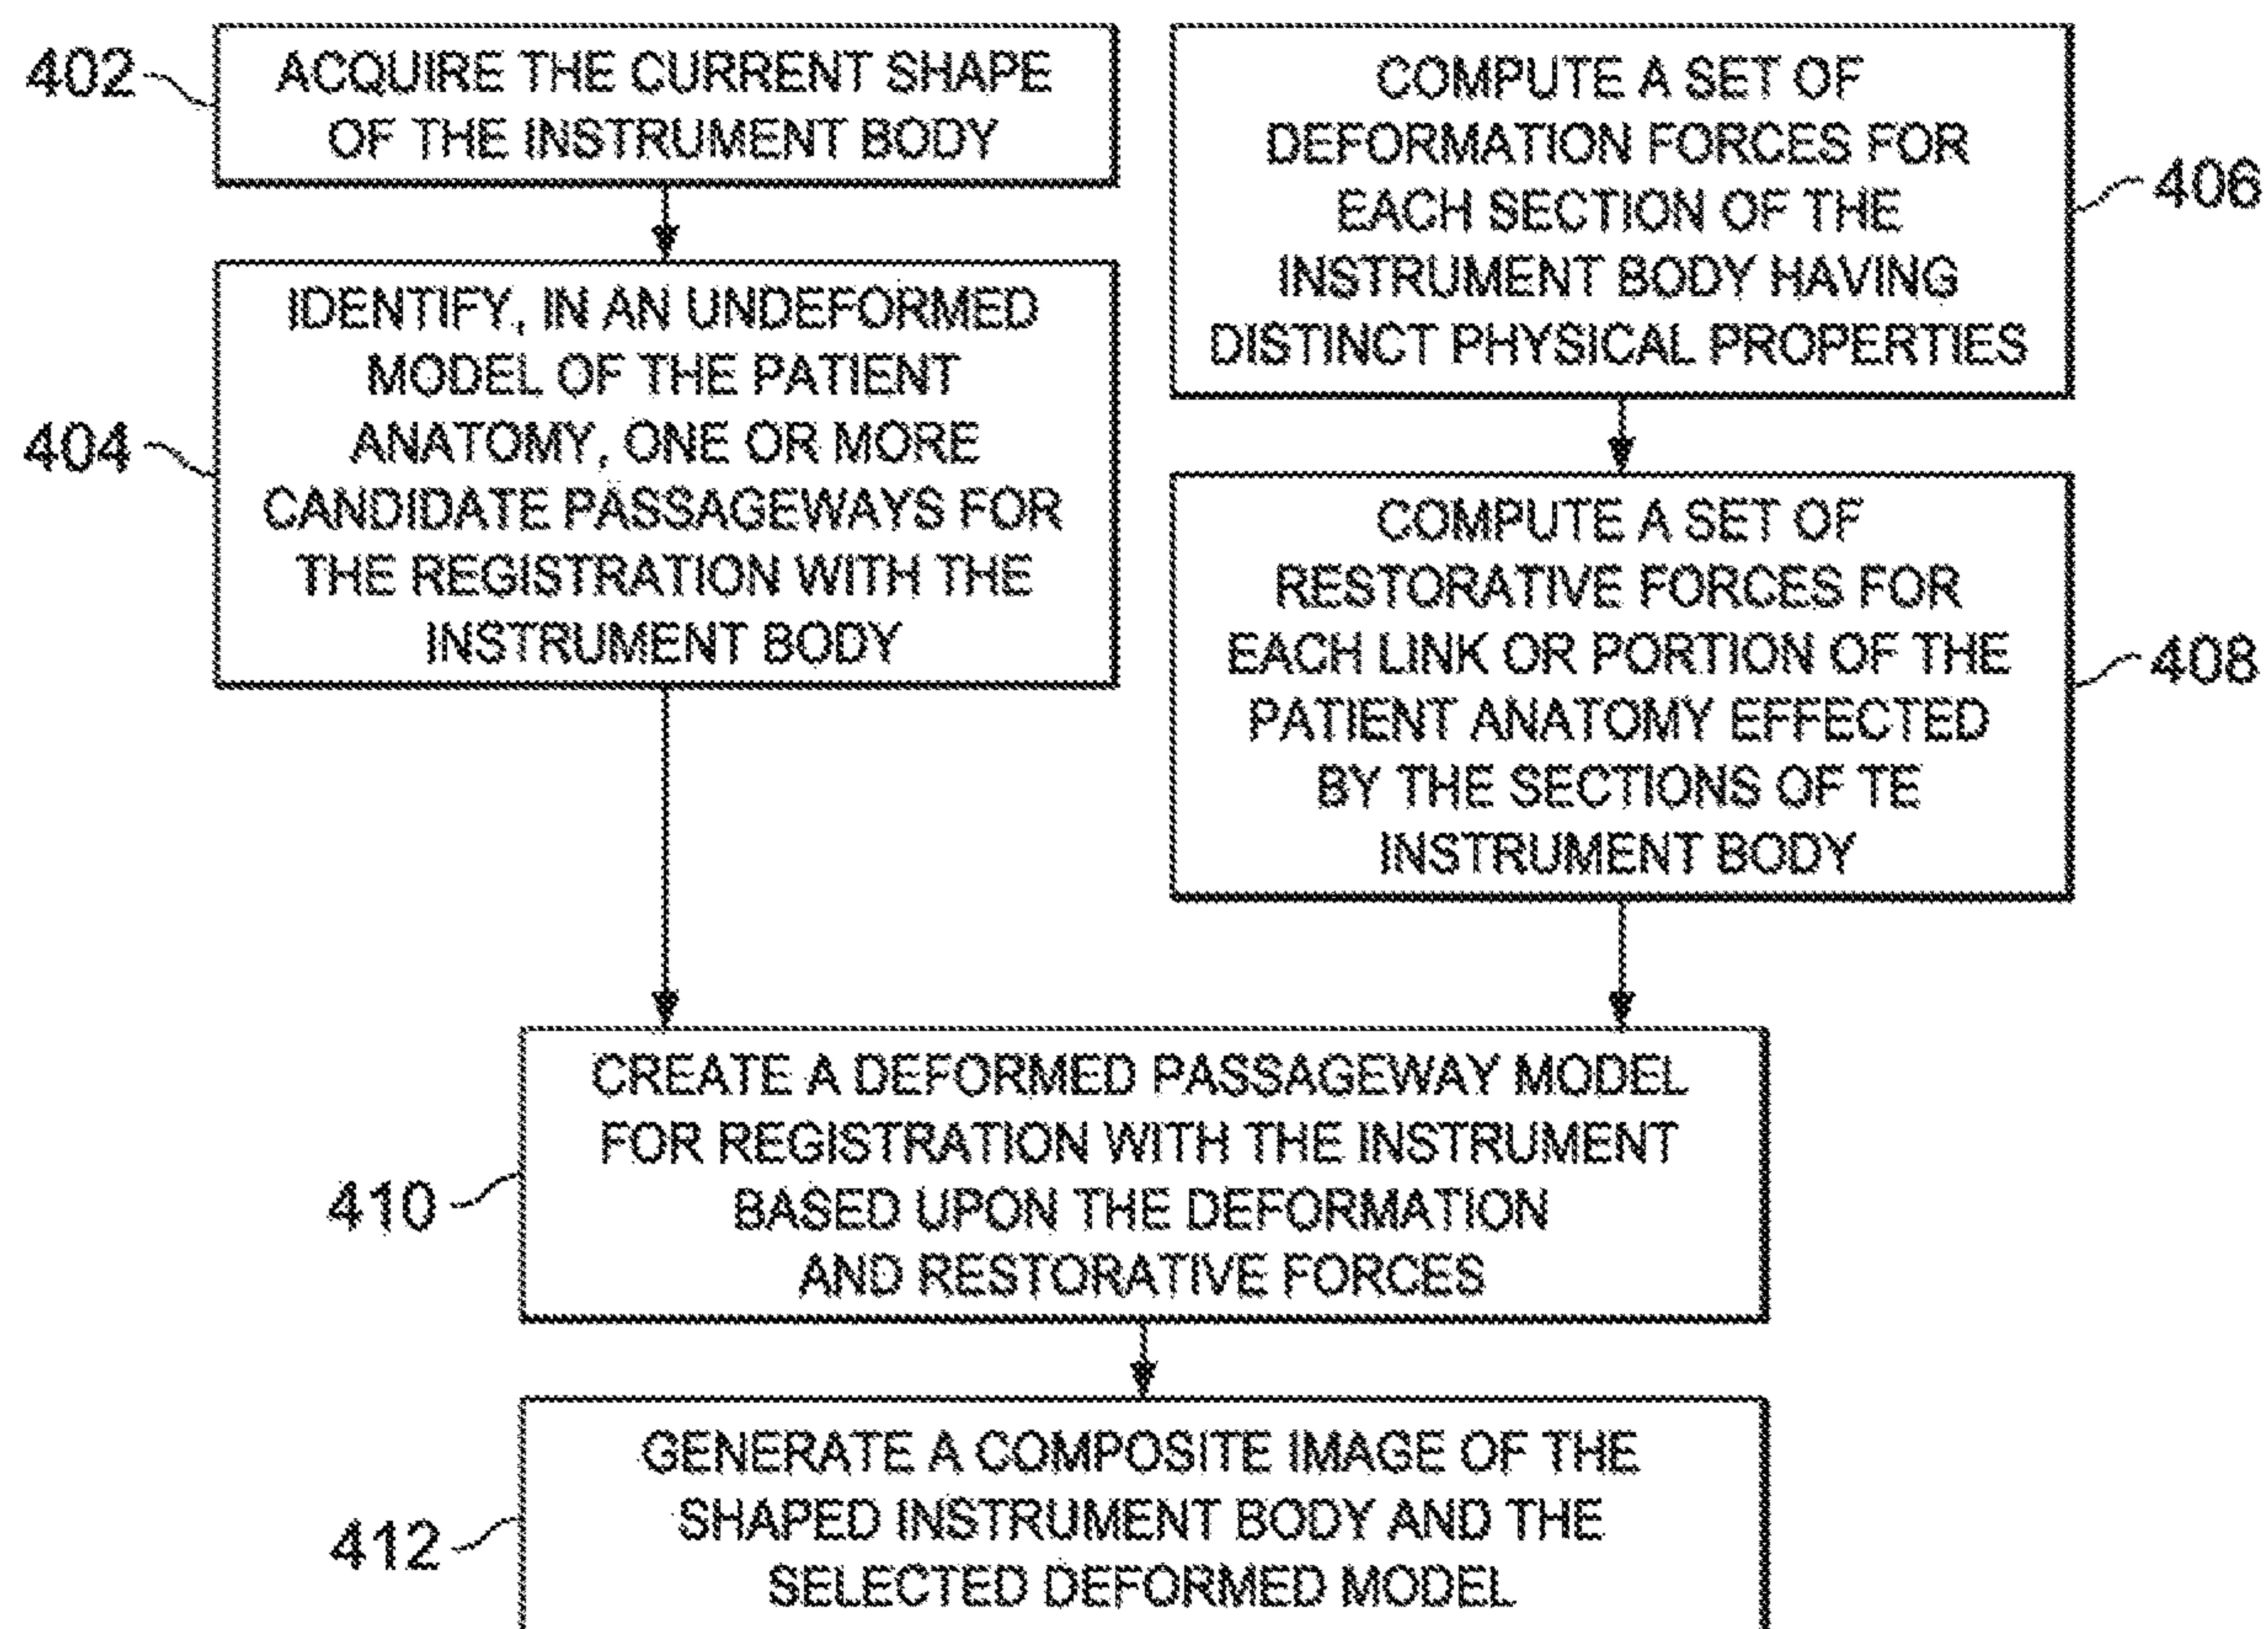 402
ACQUIRE THE CURRENT SHAPE
OF THE INSTRUMENT BODY
404
IDENTIFY, IN AN UNDEFORMED
MODEL OF THE PATIENT
ANATOMY, ONE OR MORE
CANDIDATE PASSAGEWAYS FOR
THE REGISTRATION WITH THE
INSTRUMENT BODY
COMPUTE A SET OF
DEFORMATION FORCES FOR
EACH SECTION OF THE
INSTRUMENT BODY HAVING
DISTINCT PHYSICAL PROPERTIES
406
COMPUTE A SET OF
RESTORATIVE FORCES FOR
EACH LINK OR PORTION OF THE
PATIENT ANATOMY EFFECTED
BY THE SECTIONS OF TE
INSTRUMENT BODY
408
CREATE A DEFORMED PASSAGEWAY MODEL
FOR REGISTRATION WITH THE INSTRUMENT
BASED UPON THE DEFORMATION
AND RESTORATIVE FORCES
410
GENERATE A COMPOSITE IMAGE OF THE
SHAPED INSTRUMENT BODY AND THE
SELECTED DEFORMED MODEL
412